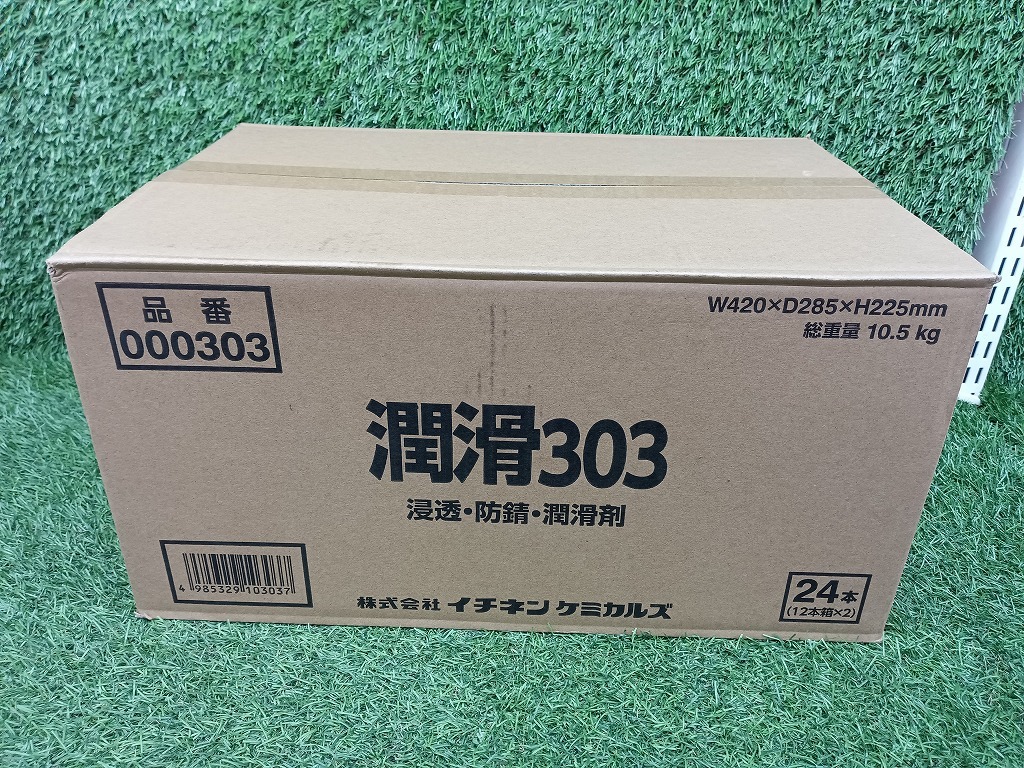 品番
000303
W420×D285×H225mm
総重量 10.5 kg
潤滑303
浸透・防錆・潤滑剤
4 985329 103037
株式会社 イチネン ケミカルズ
24本
(12本箱×2)